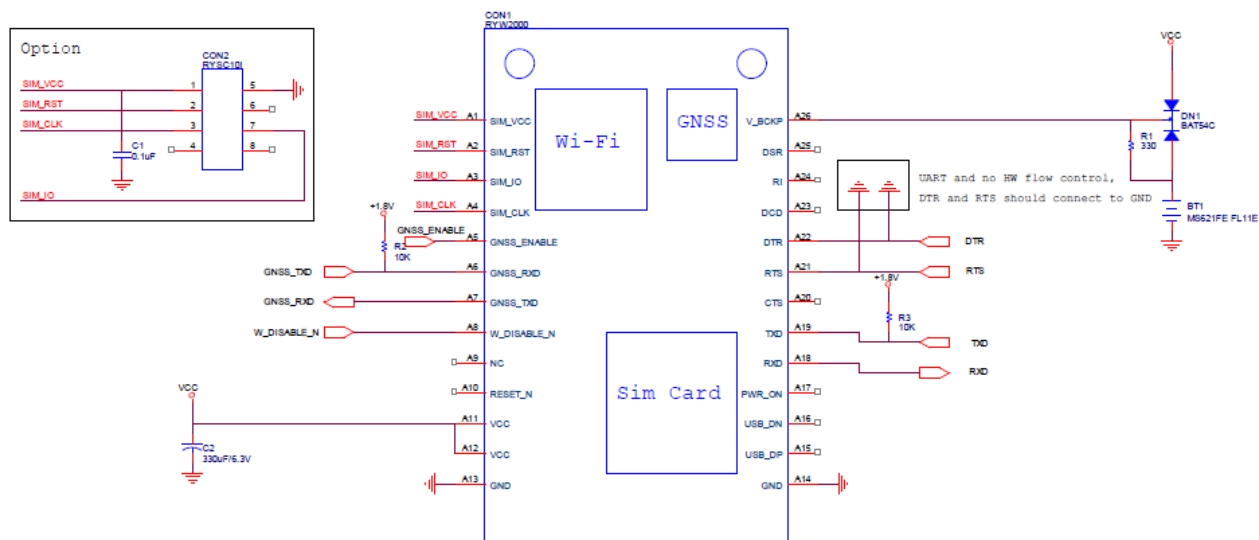 Option
CON2
RYSC10I
SIM_VCC 1 5
SIM_RST 2 6
SIM_CLK 3 7
4 8
C1
0.1uF
SIM_IO
CON1
RYW2000
Wi-Fi
GNSS
Sim Card
SIM_VCC A1 SIM_VCC
SIM_RST A2 SIM_RST
SIM_IO A3 SIM_IO
SIM_CLK A4 SIM_CLK
+1.8V
R2
10K
GNSS_ENABLE A5 GNSS_ENABLE
GNSS_TXD A6 GNSS_RXD
GNSS_RXD A7 GNSS_TXD
W_DISABLE_N A8 W_DISABLE_N
A9 NC
A10 RESET_N
VCC
A11 VCC
A12 VCC
C2
330uF/6.3V
A13 GND
V_BCKP A26
DSR A25
RI A24
DCD A23
DTR A22 DTR
RTS A21 RTS
CTS A20
TXD A19 TXD
RXD A18 RXD
PWR_ON A17
USB_DN A16
USB_DP A15
GND A14
+1.8V
R3
10K
UART and no HW flow control,
DTR and RTS should connect to GND
VCC
DN1
BAT54C
R1
330
BT1
MS621FE FL11E